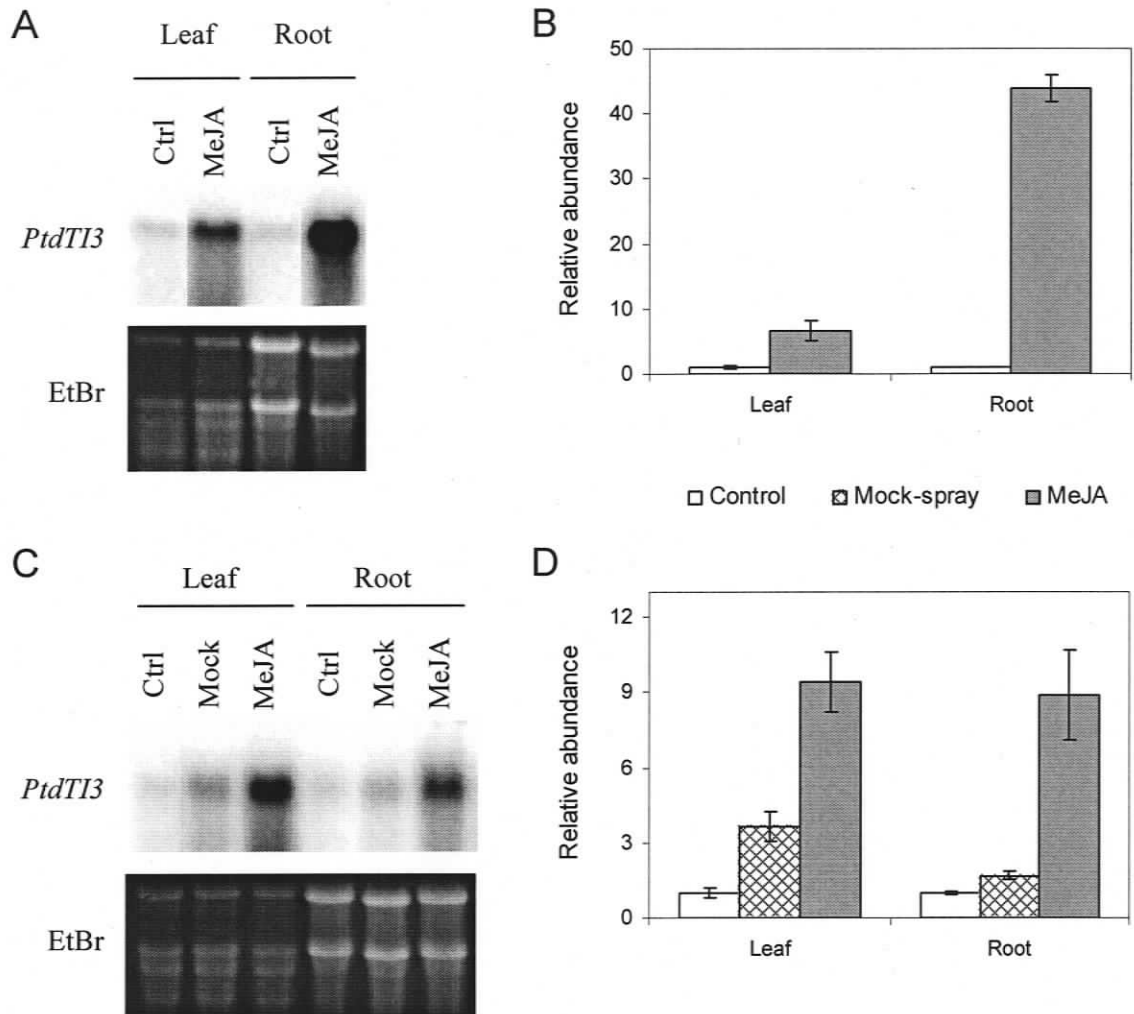 A
Leaf Root
Ctrl MeJA Ctrl MeJA
PtdTI3
EtBr
B
50
40
30
20
10
0
Relative abundance
Leaf Root
Control Mock-spray MeJA
C
Leaf Root
Ctrl Mock MeJA Ctrl Mock MeJA
PtdTI3
EtBr
D
12
9
6
3
0
Relative abundance
Leaf Root